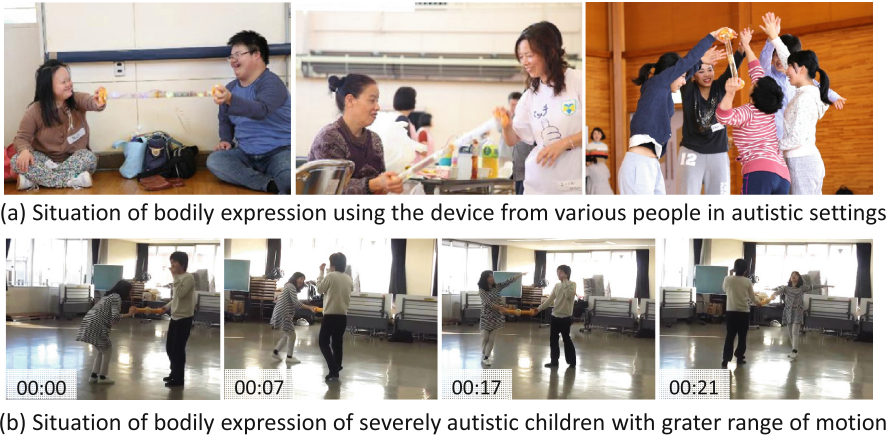 12
(a) Situation of bodily expression using the device from various people in autistic settings
00:00
00:07
00:17
00:21
(b) Situation of bodily expression of severely autistic children with grater range of motion